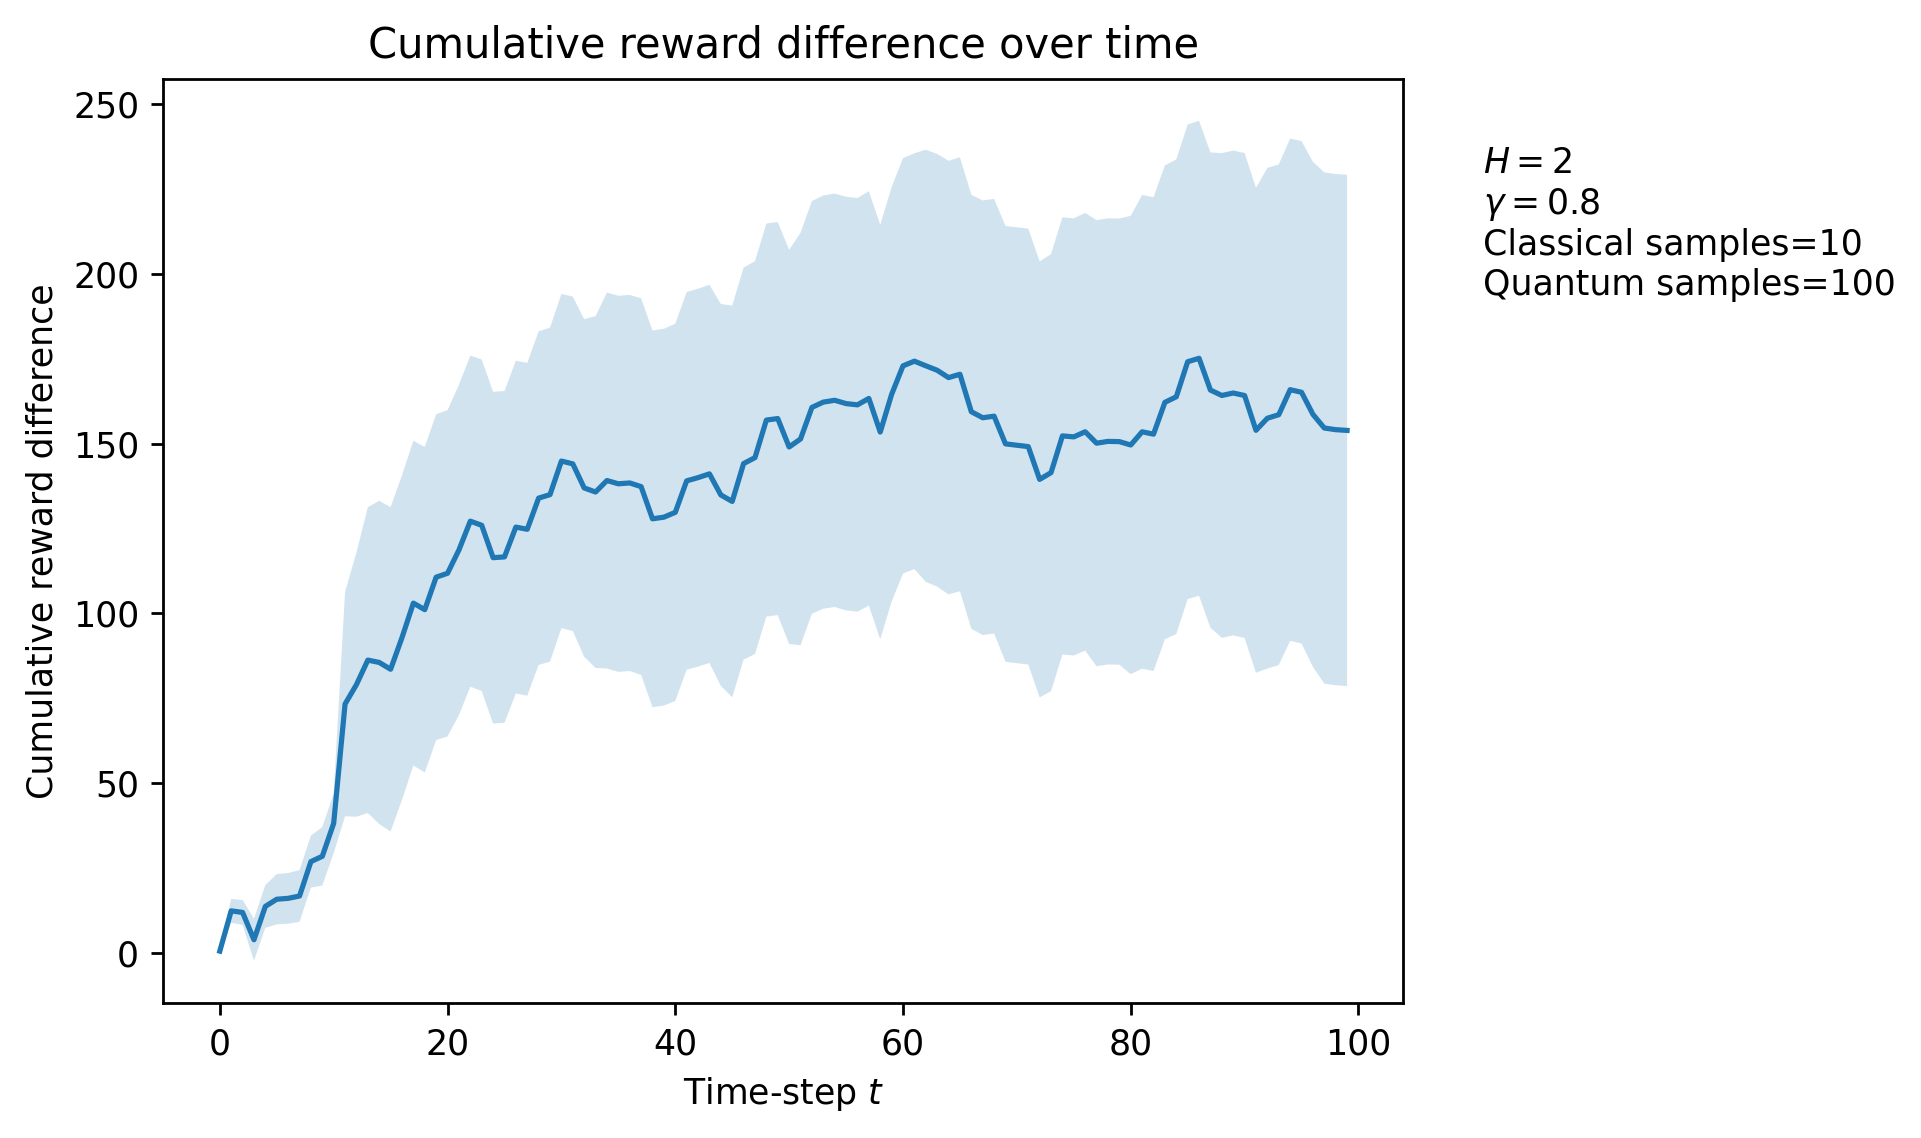 Cumulative reward difference over time
250
200
150
100
50
0
Cumulative reward difference
0 20 40 60 80 100
Time-step t
H = 2
γ = 0.8
Classical samples=10
Quantum samples=100